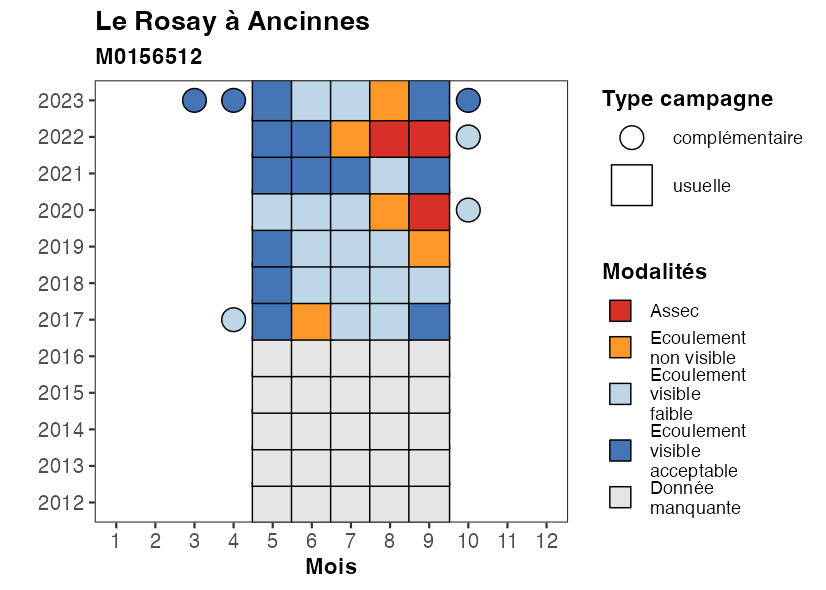 Le Rosay à Ancinnes
M0156512
2023
2022
2021
2020
2019
2018
2017
2016
2015
2014
2013
2012
1 2 3 4 5 6 7 8 9 10 11 12
Mois
Type campagne
complémentaire
usuelle
Modalités
Assec
Ecoulement
non visible
Ecoulement
visible
faible
Ecoulement
visible
acceptable
Donnée
manquante